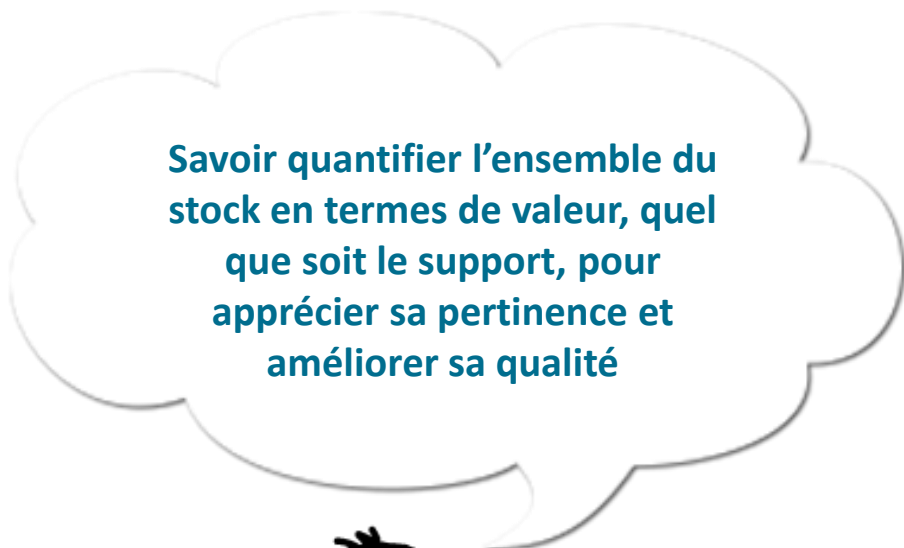 Savoir quantifier l’ensemble du
stock en termes de valeur, quel
que soit le support, pour
apprécier sa pertinence et
améliorer sa qualité